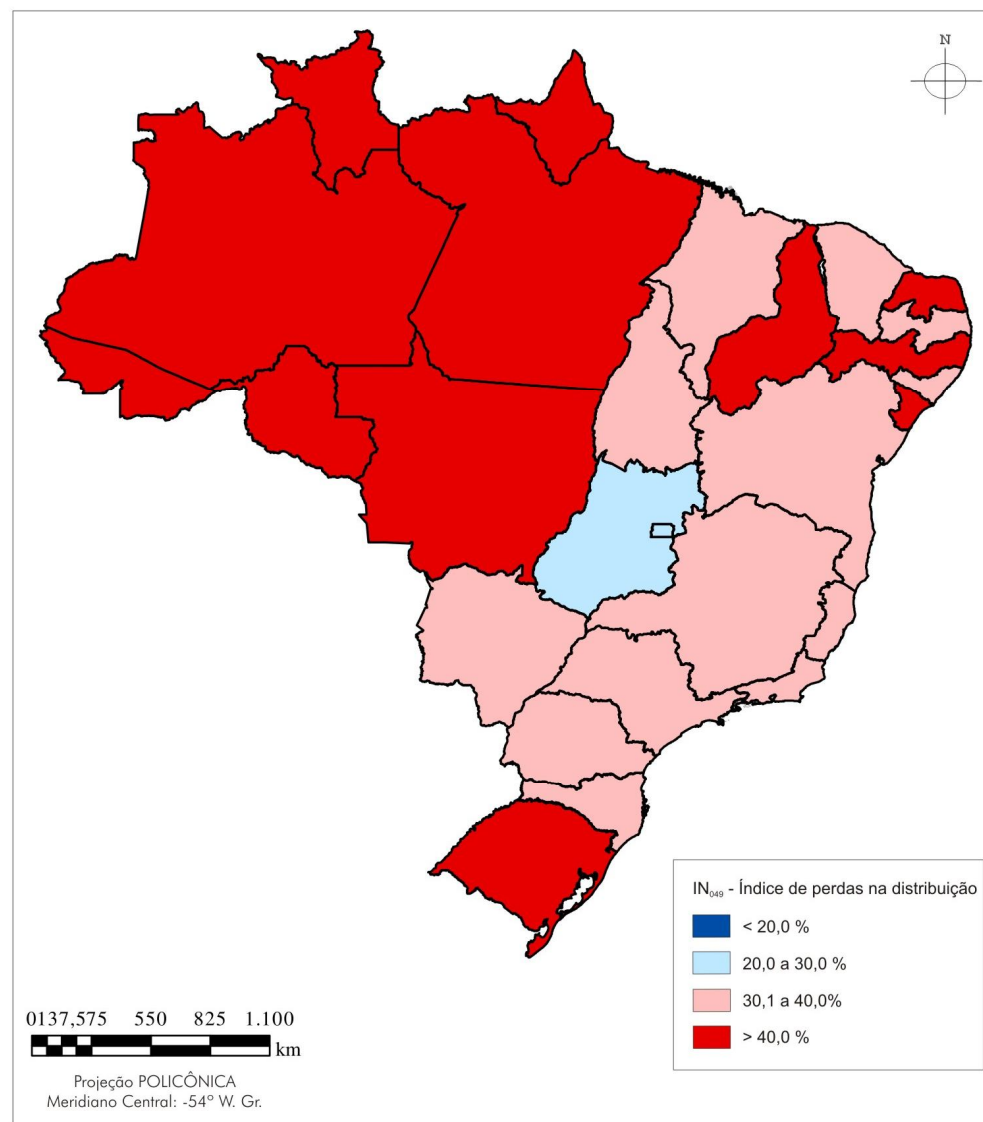 N
IN049 - Índice de perdas na distribuição
< 20,0 %
20,0 a 30,0 %
30,1 a 40,0%
> 40,0 %
0137,575 550 825 1.100
km
Projeção POLICÔNICA
Meridiano Central: -54º W. Gr.